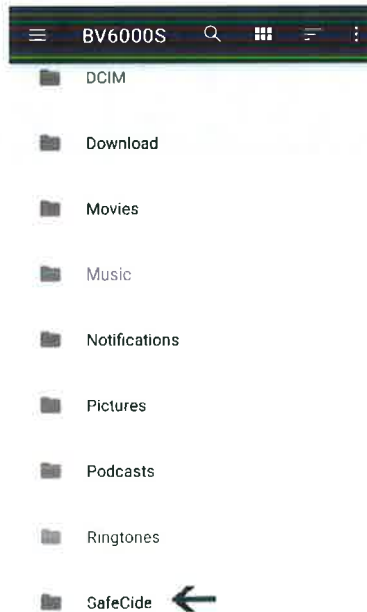 BV6000S
DCIM
Download
Movies
Music
Notifications
Pictures
Podcasts
Ringtones
SafeCide